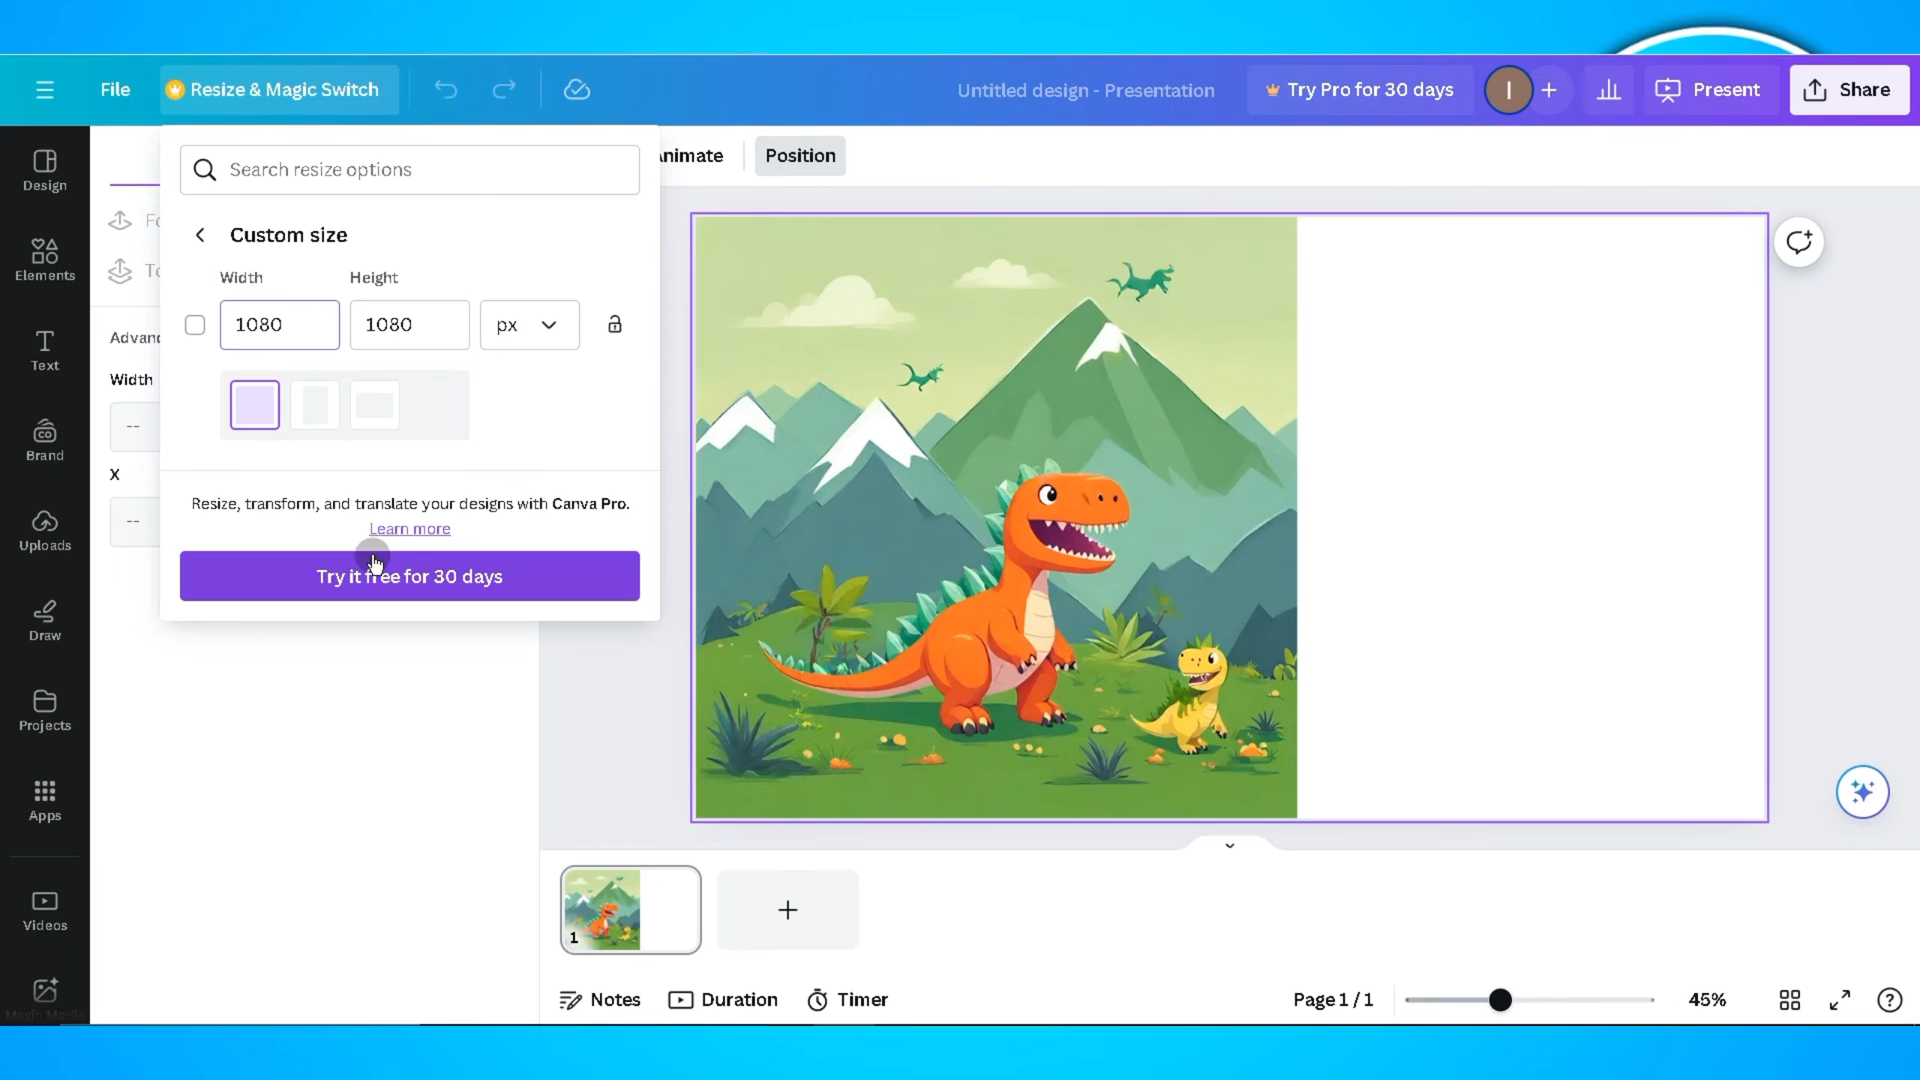 File
Resize & Magic Switch
Untitled design - Presentation
Try Pro for 30 days
I
Present
Share
Design
Elements
Text
Brand
Uploads
Draw
Projects
Apps
Videos
Magic Media
Search resize options
Custom size
Width
Height
1080
1080
px
Resize, transform, and translate your designs with Canva Pro.
Learn more
Try it free for 30 days
Width
--
X
--
Position
1
Notes
Duration
Timer
Page 1 / 1
45%